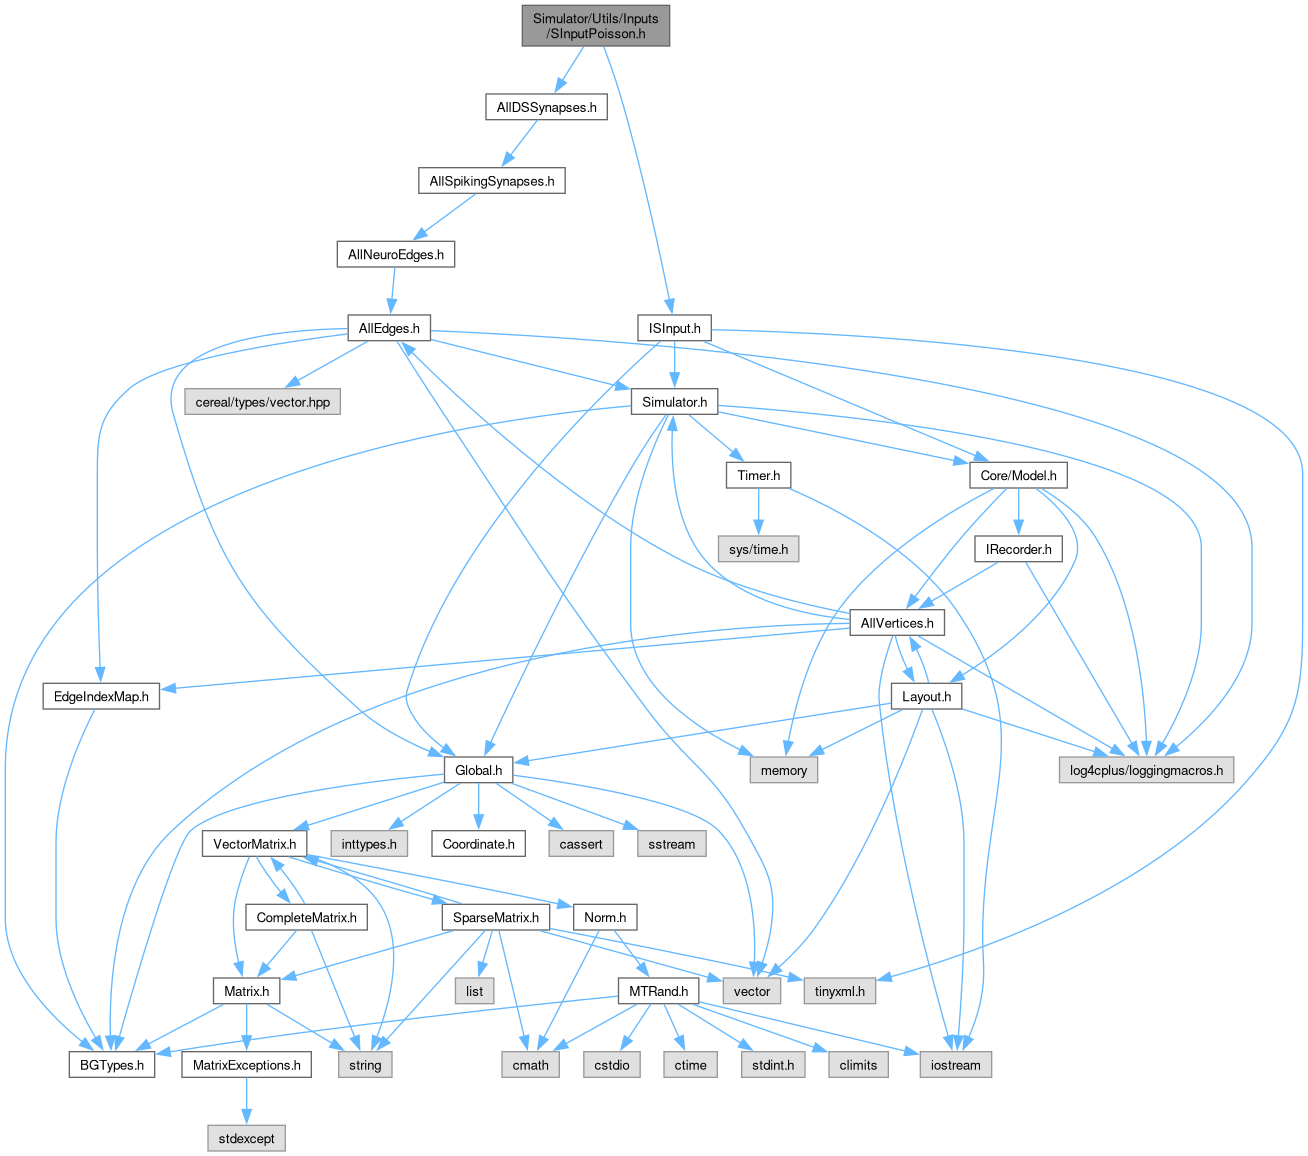 Simulator/Utils/Inputs
/SInputPoisson.h
AllDSSynapses.h
AllSpikingSynapses.h
AllNeuroEdges.h
AllEdges.h
ISInput.h
cereal/types/vector.hpp
Simulator.h
Timer.h
Core/Model.h
sys/time.h
IRecorder.h
AllVertices.h
EdgeIndexMap.h
Layout.h
Global.h
memory
log4cplus/loggingmacros.h
VectorMatrix.h
inttypes.h
Coordinate.h
cassert
sstream
CompleteMatrix.h
SparseMatrix.h
Norm.h
Matrix.h
list
MTRand.h
vector
tinyxml.h
BGTypes.h
MatrixExceptions.h
string
cmath
cstdio
ctime
stdint.h
climits
iostream
stdexcept